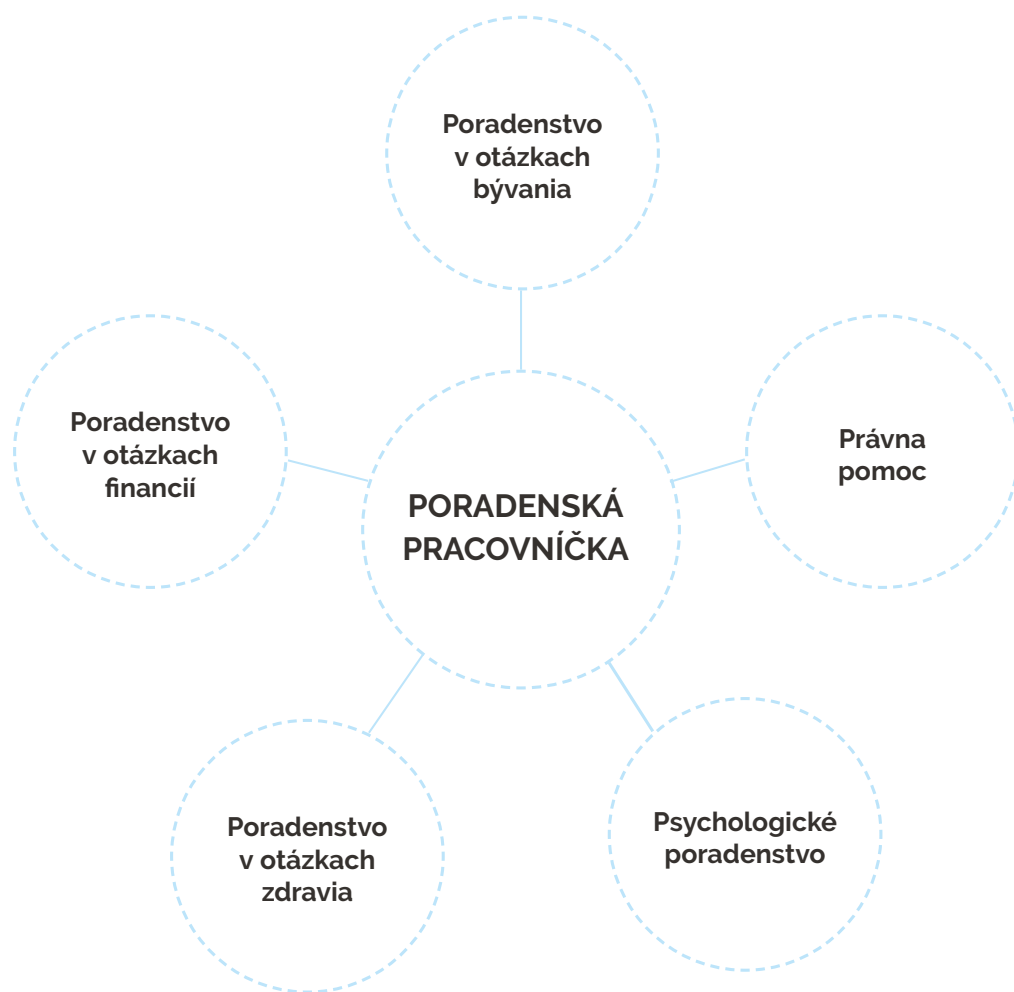 Poradenstvo
v otázkach
bývania
Poradenstvo
v otázkach
financií
Právna
pomoc
PORADENSKÁ
PRACOVNÍČKA
Poradenstvo
v otázkach
zdravia
Psychologické
poradenstvo